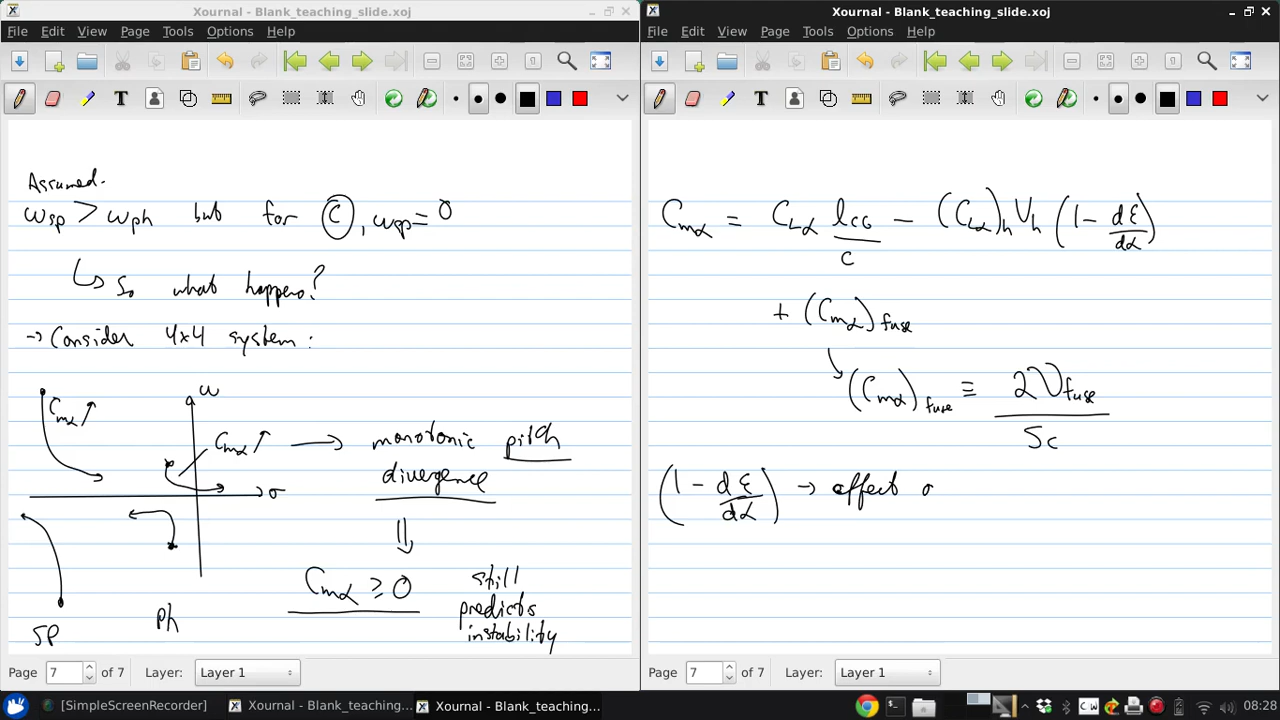 Xournal - Blank_teaching_slide.xoj
File Edit View Page Tools Options Help
Assumed.
ωsp > ωph but for (C), ωsp = 0
↳ So what happens?
→ Consider 4x4 system:
Cmα ↑
ω
Cmα ↑ → monotonic pitch
divergence
σ
⇓
Cmα ≥ 0
still
predicts
instability
SP
Ph
Page 7 of 7 Layer: Layer 1
Xournal - Blank_teaching_slide.xoj
File Edit View Page Tools Options Help
Cmα = CLα lCG/c - (CLα)h Vh (1 - dε/dα)
+ (Cmα)fuse
(Cmα)fuse ≡ 2Vfuse/Sc
(1 - dε/dα) → affect o
Page 7 of 7 Layer: Layer 1
[SimpleScreenRecorder] Xournal - Blank_teaching... Xournal - Blank_teaching... CW 08:28